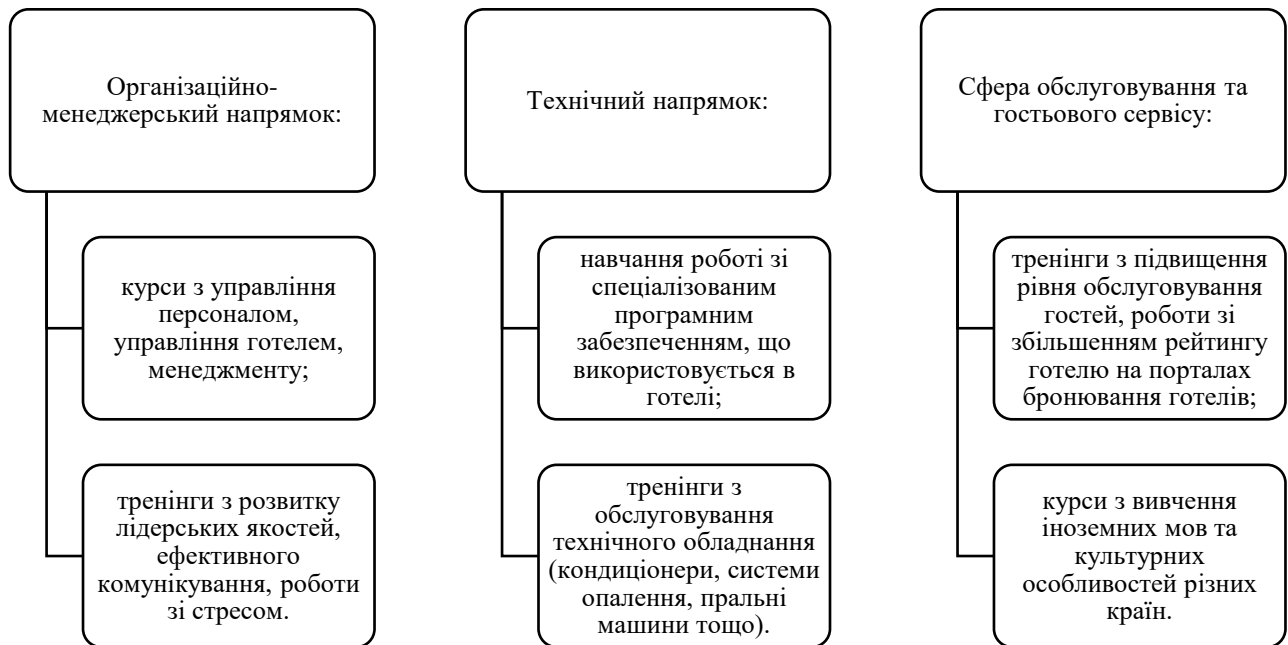 Організаційно-
менеджерський напрямок:
курси з управління
персоналом,
управління готелем,
менеджменту;
тренінги з розвитку
лідерських якостей,
ефективного
комунікування, роботи
зі стресом.
Технічний напрямок:
навчання роботі зі
спеціалізованим
програмним
забезпеченням, що
використовується в
готелі;
тренінги з
обслуговування
технічного обладнання
(кондиціонери, системи
опалення, пральні
машини тощо).
Сфера обслуговування та
гостьового сервісу:
тренінги з підвищення
рівня обслуговування
гостей, роботи зі
збільшенням рейтингу
готелю на порталах
бронювання готелів;
курси з вивчення
іноземних мов та
культурних
особливостей різних
країн.